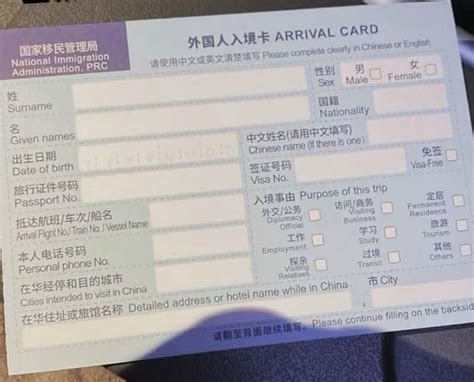 国家移民管理局
National Immigration
Administration, PRC
外国人入境卡 ARRIVAL CARD
请使用中文或英文清楚填写 Please complete clearly in Chinese or English
姓
Surname
性别
Sex
男
Male
女
Female
名
Given names
国籍
Nationality
出生日期
Date of birth
中文姓名(请用中文填写)
Chinese name (If there is one)
旅行证件号码
Passport No.
签证号码
Visa No.
免签
Visa-Free
抵达航班/车次/船名
Arrival Flight No./ Train No. / Vessel Name
入境事由 Purpose of this trip
外交/公务
Diplomacy
Official
访问/商务
Visiting
Business
定居
Permanent
Residence
工作
Employment
学习
Study
旅游
Tourism
探亲
Visiting
Relatives
过境
Transit
其他
Others
本人电话号码
Personal phone No.
在华经停和目的城市
Cities intended to visit in China
在华住址或旅馆名称 Detailed address or hotel name while in China
市 City
请翻至背面继续填写。Please continue filling on the backside